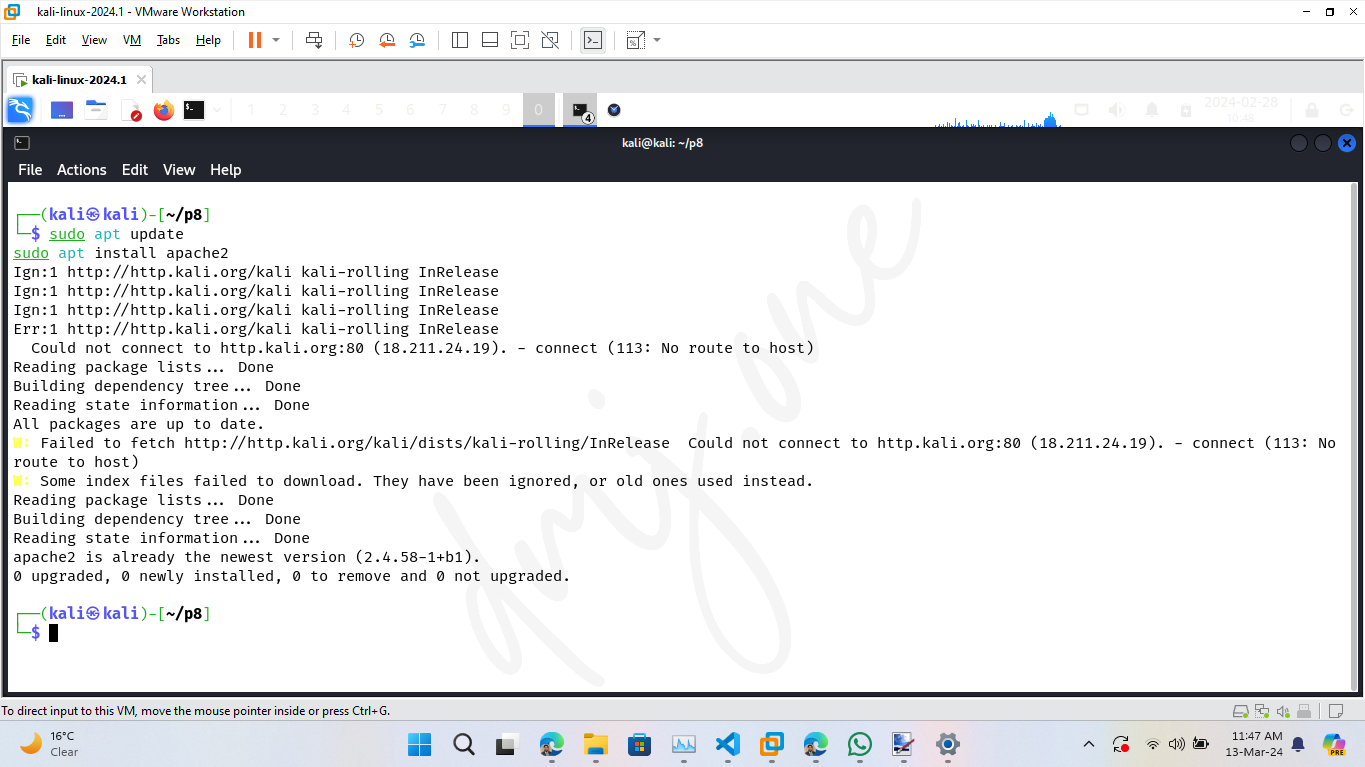 kali-linux-2024.1 - VMware Workstation
File Edit View VM Tabs Help
kali-linux-2024.1
1 2 3 4 5 6 7 8 9 0 4 2024-02-28
10:48
kali@kali: ~/p8
File Actions Edit View Help
┌──(kali㉿kali)-[~/p8]
└─$ sudo apt update
sudo apt install apache2
Ign:1 http://http.kali.org/kali kali-rolling InRelease
Ign:1 http://http.kali.org/kali kali-rolling InRelease
Ign:1 http://http.kali.org/kali kali-rolling InRelease
Err:1 http://http.kali.org/kali kali-rolling InRelease
  Could not connect to http.kali.org:80 (18.211.24.19). - connect (113: No route to host)
Reading package lists... Done
Building dependency tree... Done
Reading state information... Done
All packages are up to date.
W: Failed to fetch http://http.kali.org/kali/dists/kali-rolling/InRelease  Could not connect to http.kali.org:80 (18.211.24.19). - connect (113: No
route to host)
W: Some index files failed to download. They have been ignored, or old ones used instead.
Reading package lists... Done
Building dependency tree... Done
Reading state information... Done
apache2 is already the newest version (2.4.58-1+b1).
0 upgraded, 0 newly installed, 0 to remove and 0 not upgraded.
┌──(kali㉿kali)-[~/p8]
└─$
To direct input to this VM, move the mouse pointer inside or press Ctrl+G.
16°C
Clear
11:47 AM
13-Mar-24
PRE